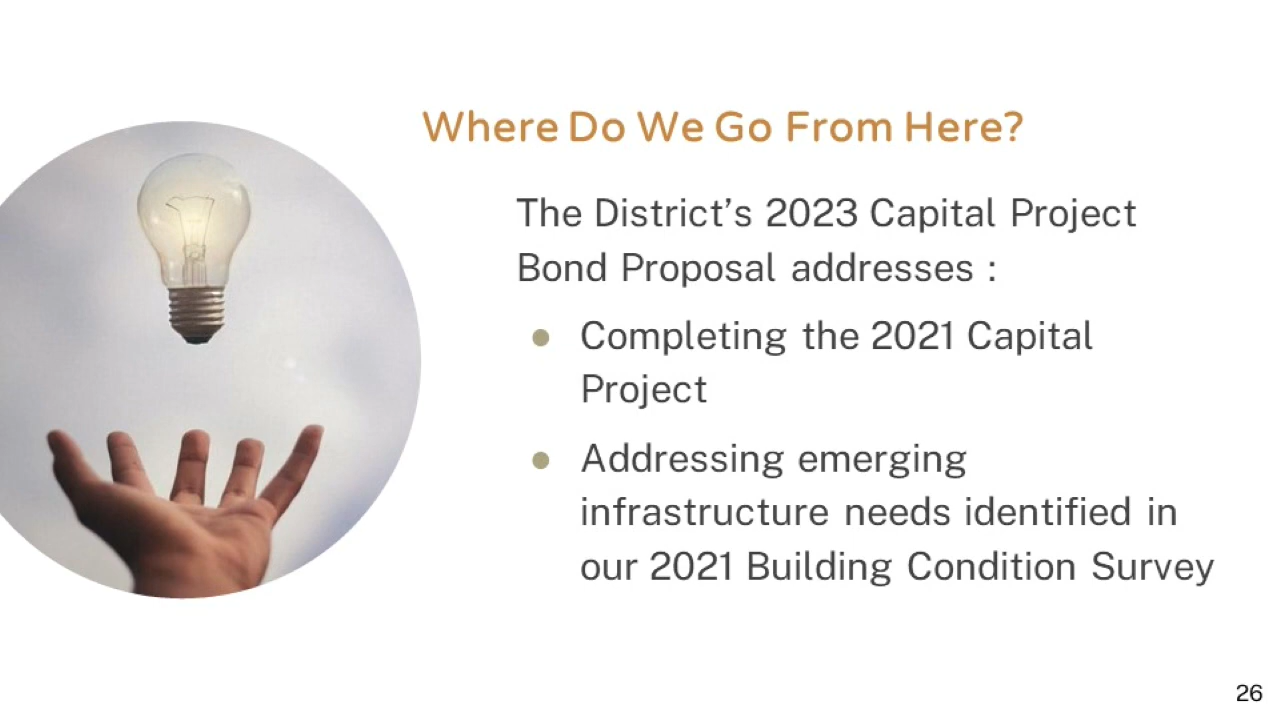 Where Do We Go From Here?
The District’s 2023 Capital Project
Bond Proposal addresses :
● Completing the 2021 Capital
Project
● Addressing emerging
infrastructure needs identified in
our 2021 Building Condition Survey
26